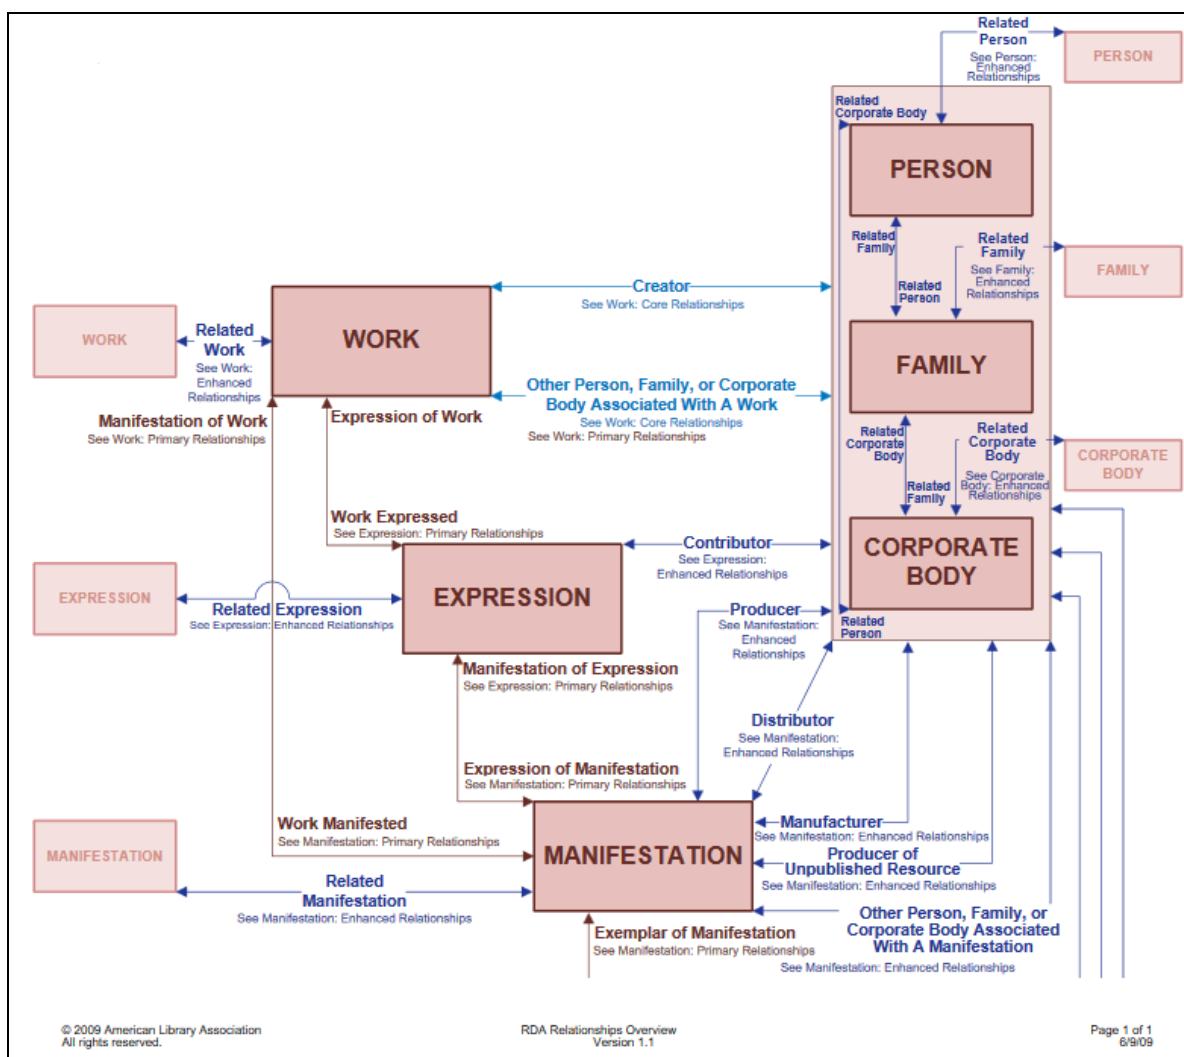 Related
Person
See Person:
Enhanced
Relationships
PERSON
Related
Corporate Body
PERSON
Related
Family
Related
Person
Related
Family
See Family:
Enhanced
Relationships
FAMILY
Creator
See Work: Core Relationships
WORK
Related
Work
See Work:
Enhanced
Relationships
WORK
FAMILY
Other Person, Family, or Corporate
Body Associated With A Work
See Work: Core Relationships
See Work: Primary Relationships
Manifestation of Work
See Work: Primary Relationships
Expression of Work
Related
Corporate
Body
Related
Family
Related
Corporate
Body
See Corporate
Body: Enhanced
Relationships
CORPORATE
BODY
Work Expressed
See Expression: Primary Relationships
Contributor
See Expression:
Enhanced Relationships
CORPORATE
BODY
EXPRESSION
Related Expression
See Expression: Enhanced Relationships
EXPRESSION
Producer
See Manifestation:
Enhanced
Relationships
Related
Person
Manifestation of Expression
See Expression: Primary Relationships
Distributor
See Manifestation:
Enhanced Relationships
Expression of Manifestation
See Manifestation: Primary Relationships
Work Manifested
See Manifestation: Primary Relationships
Manufacturer
See Manifestation: Enhanced Relationships
MANIFESTATION
MANIFESTATION
Producer of
Unpublished Resource
See Manifestation: Enhanced Relationships
Related
Manifestation
See Manifestation: Enhanced Relationships
Other Person, Family, or
Corporate Body Associated
With A Manifestation
See Manifestation: Enhanced Relationships
Exemplar of Manifestation
See Manifestation: Primary Relationships
© 2009 American Library Association
All rights reserved.
RDA Relationships Overview
Version 1.1
Page 1 of 1
6/9/09